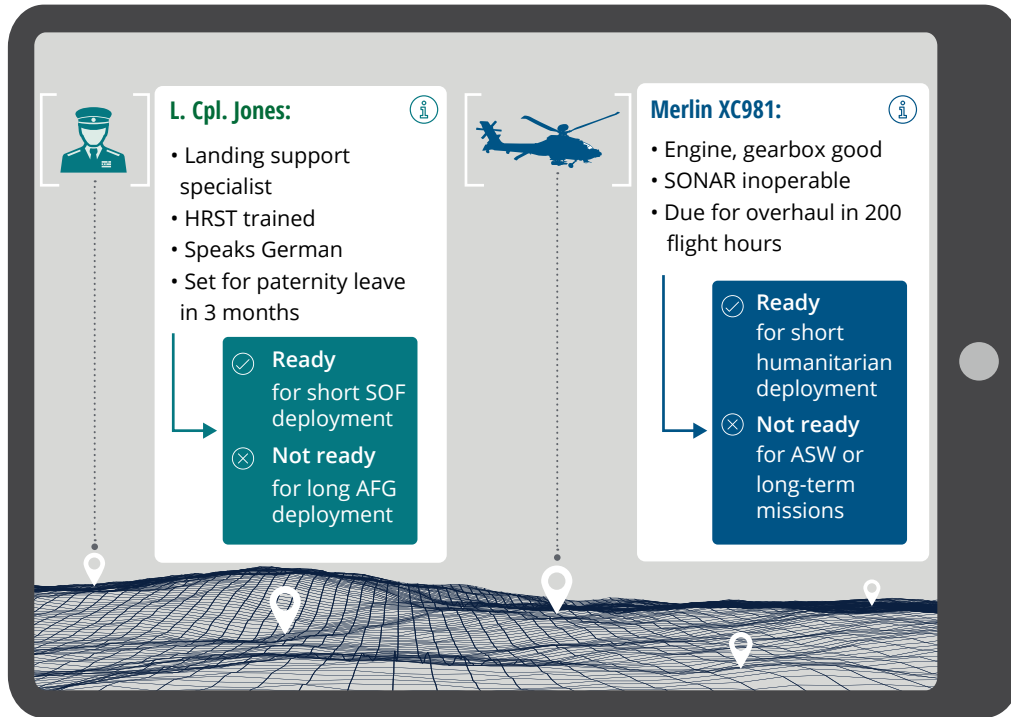 L. Cpl. Jones:
• Landing support
specialist
• HRST trained
• Speaks German
• Set for paternity leave
in 3 months
Ready
for short SOF
deployment
Not ready
for long AFG
deployment
Merlin XC981:
• Engine, gearbox good
• SONAR inoperable
• Due for overhaul in 200
flight hours
Ready
for short
humanitarian
deployment
Not ready
for ASW or
long-term
missions